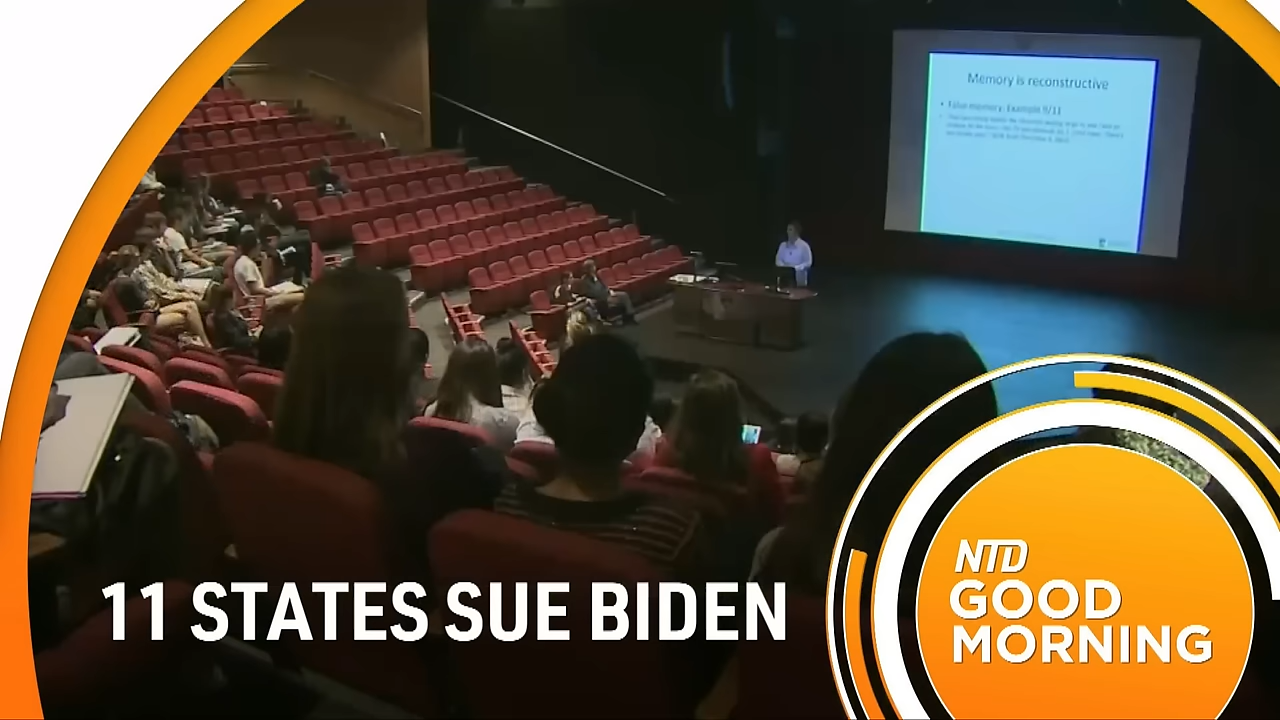 Memory is reconstructive
• False memory: Example 9/11
11 STATES SUE BIDEN
NTD
GOOD
MORNING